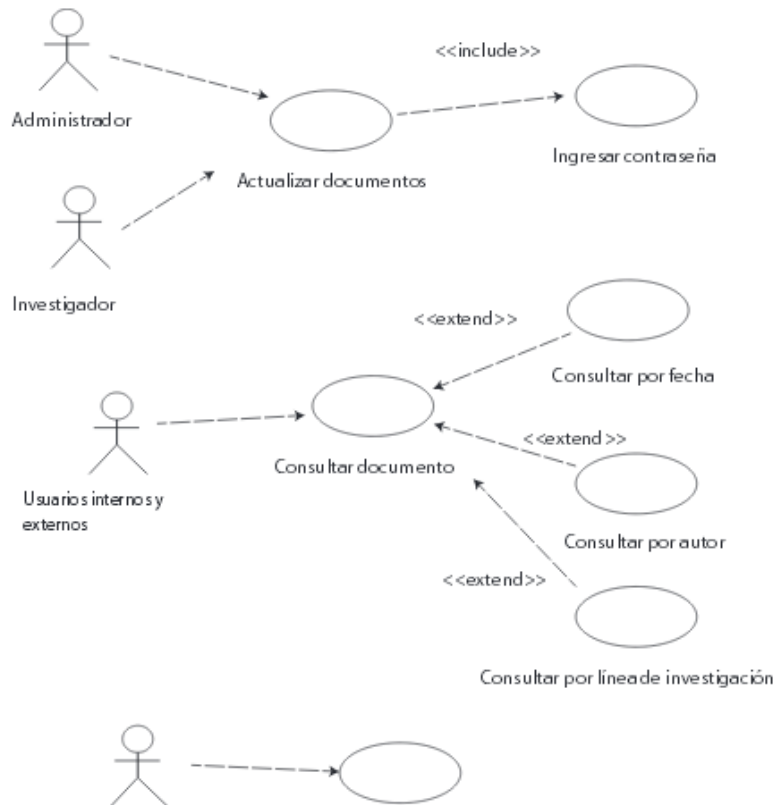 <<include>>
Administrador
Ingresar contraseña
Actualizar documentos
Investigador
<<extend>>
Consultar por fecha
<<extend>>
Consultar documento
Usuarios internos y
externos
Consultar por autor
<<extend>>
Consultar por línea de investigación